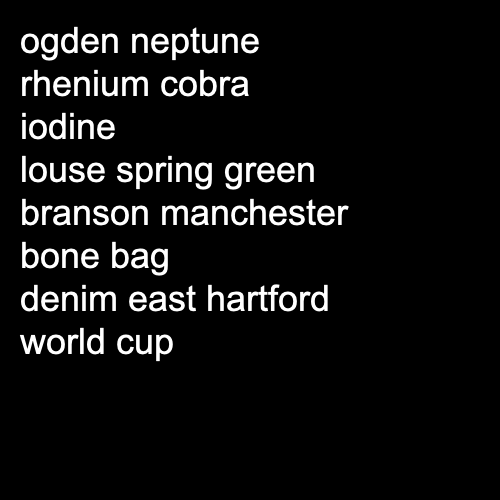 ogden neptune
rhenium cobra
iodine
louse spring green
branson manchester
bone bag
denim east hartford
world cup